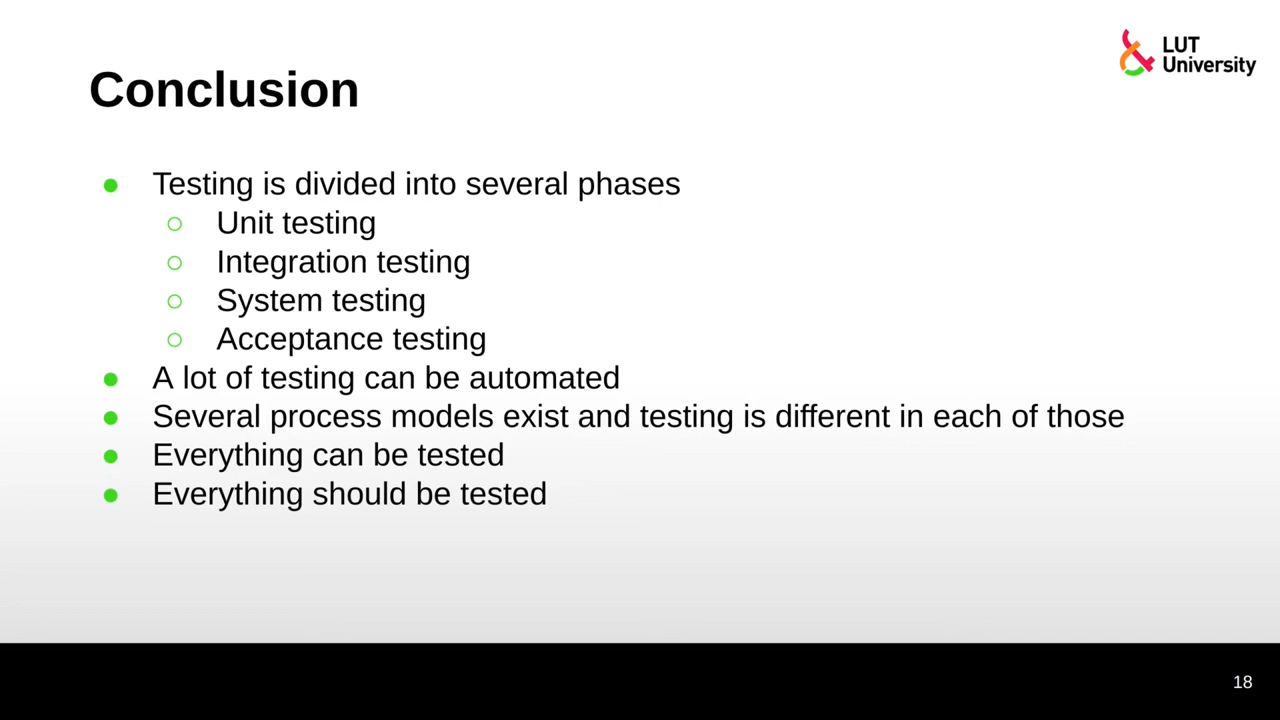 LUT
University
Conclusion
Testing is divided into several phases
Unit testing
Integration testing
System testing
Acceptance testing
A lot of testing can be automated
Several process models exist and testing is different in each of those
Everything can be tested
Everything should be tested
18